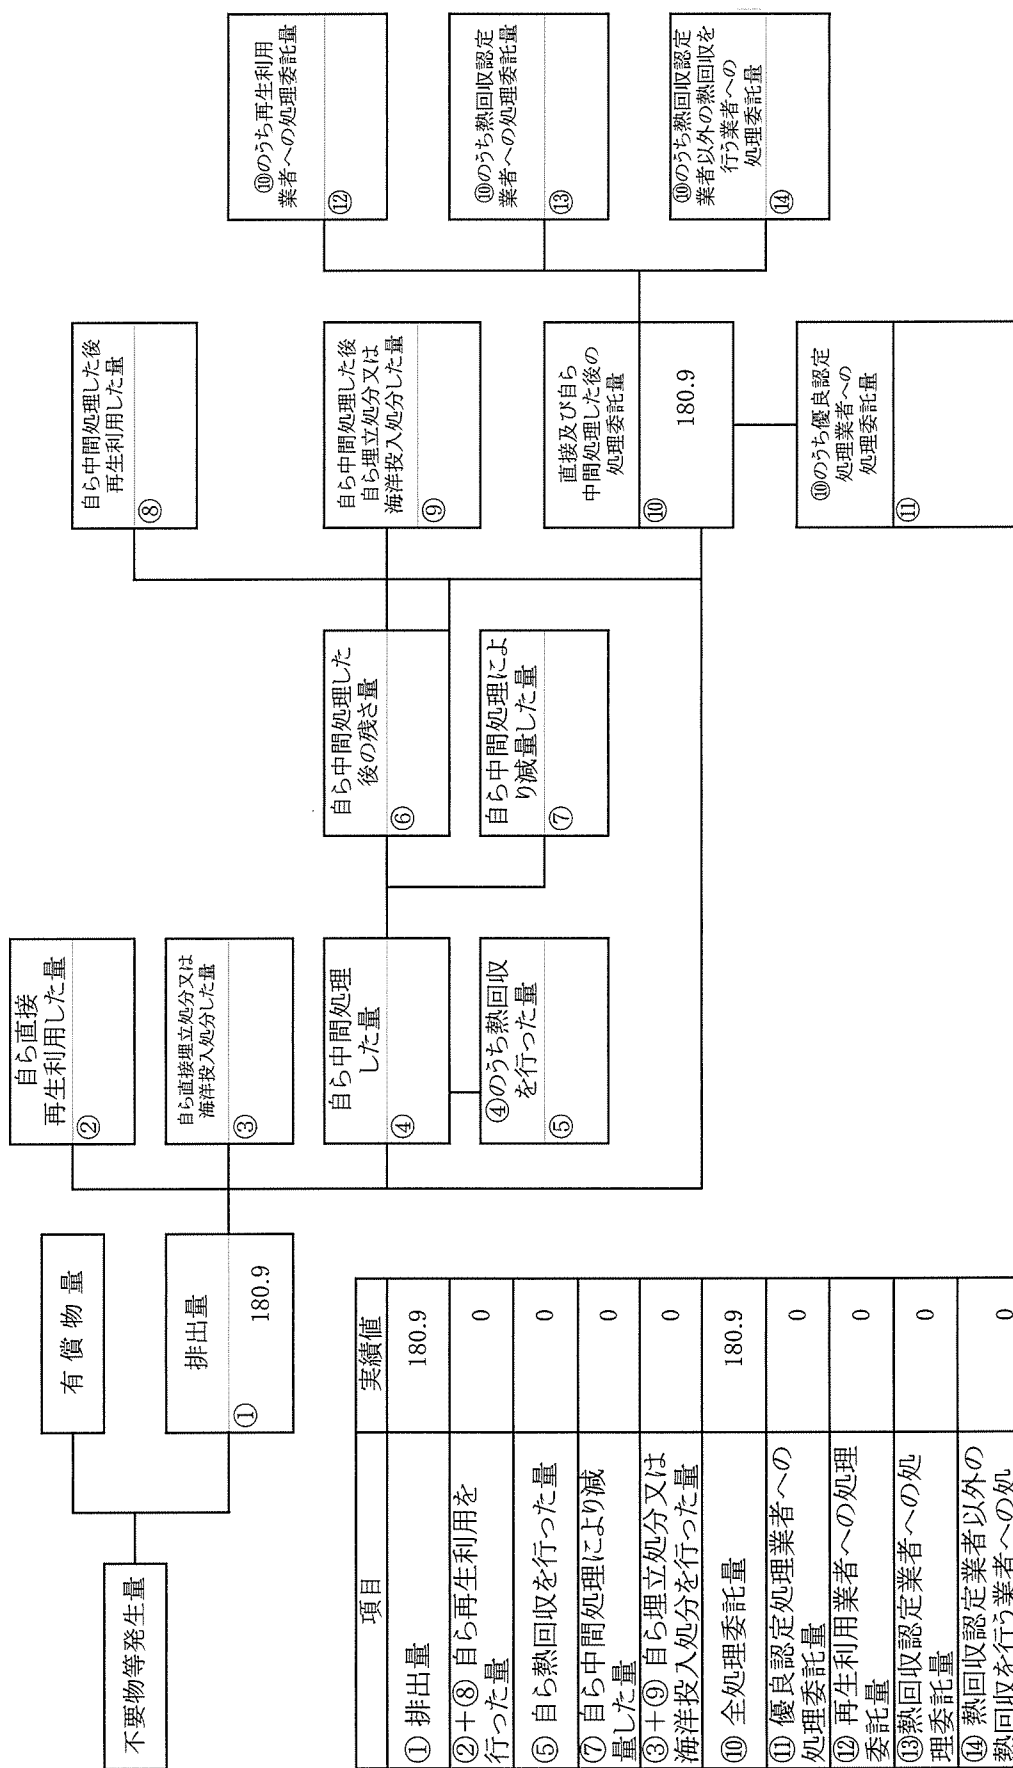 不要物等発生量
有償物量
排出量
①
180.9
自ら直接
再生利用した量
②
自ら直接埋立処分又は
海洋投入処分した量
③
自ら中間処理
した量
④
④のうち熱回収
を行った量
⑤
自ら中間処理した
後の残さ量
⑥
自ら中間処理によ
り減量した量
⑦
自ら中間処理した後
再生利用した量
⑧
自ら中間処理した後
自ら埋立処分又は
海洋投入処分した量
⑨
直接及び自ら
中間処理した後の
処理委託量
⑩
180.9
⑩のうち優良認定
処理業者への
処理委託量
⑪
⑩のうち再生利用
業者への処理委託量
⑫
⑩のうち熱回収認定
業者への処理委託量
⑬
⑩のうち熱回収認定
業者以外の熱回収を
行う業者への
処理委託量
⑭
項目 実績値
① 排出量 180.9
②+⑧ 自ら再生利用を
行った量 0
⑤ 自ら熱回収を行った量 0
⑦ 自ら中間処理により減
量した量 0
③+⑨ 自ら埋立処分又は
海洋投入処分を行った量 0
⑩ 全処理委託量 180.9
⑪ 優良認定処理業者への
処理委託量 0
⑫ 再生利用業者への処理
委託量 0
⑬熱回収認定業者への処
理委託量 0
⑭ 熱回収認定業者以外の
熱回収を行う業者への処 0